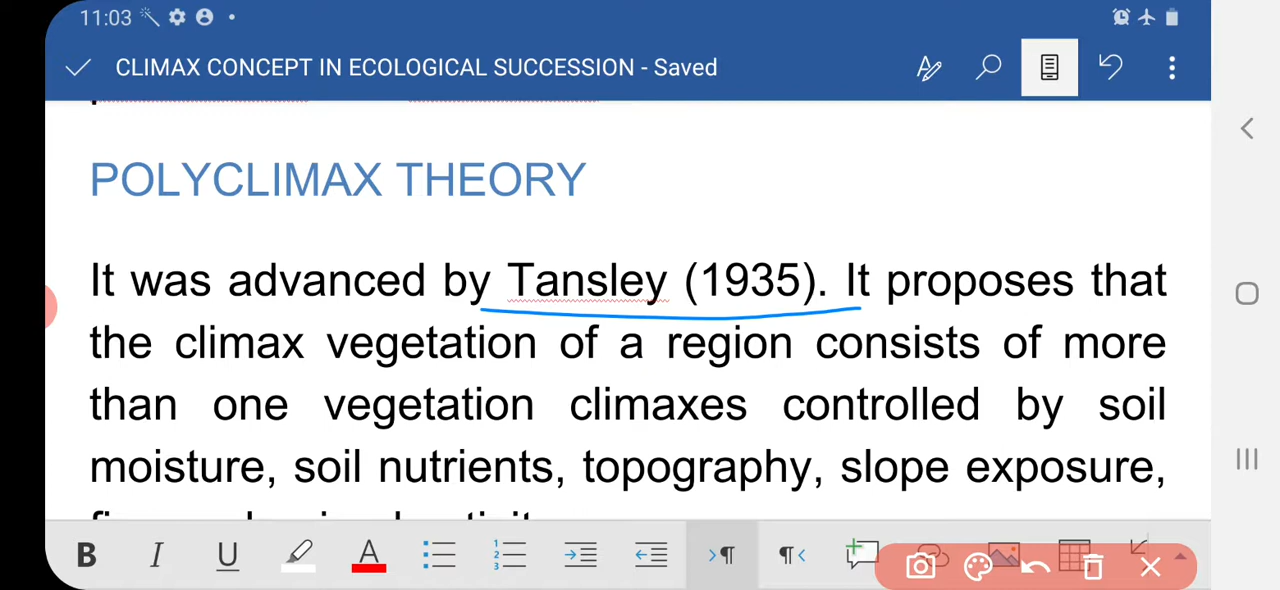 11:03
CLIMAX CONCEPT IN ECOLOGICAL SUCCESSION - Saved
POLYCLIMAX THEORY
It was advanced by Tansley (1935). It proposes that
the climax vegetation of a region consists of more
than one vegetation climaxes controlled by soil
moisture, soil nutrients, topography, slope exposure,
B I U A